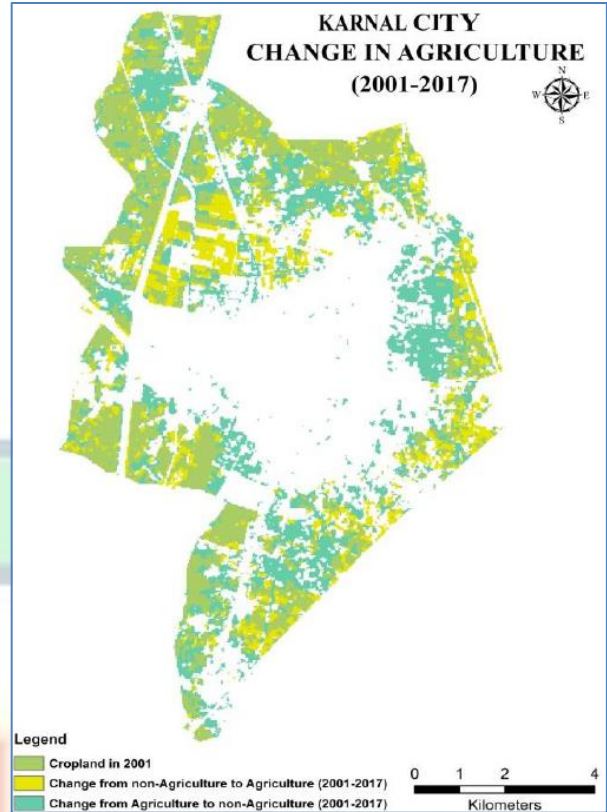 KARNAL CITY
CHANGE IN AGRICULTURE
(2001-2017)
N
W E
S
Legend
Cropland in 2001
Change from non-Agriculture to Agriculture (2001-2017)
Change from Agriculture to non-Agriculture (2001-2017)
0 1 2 4
Kilometers